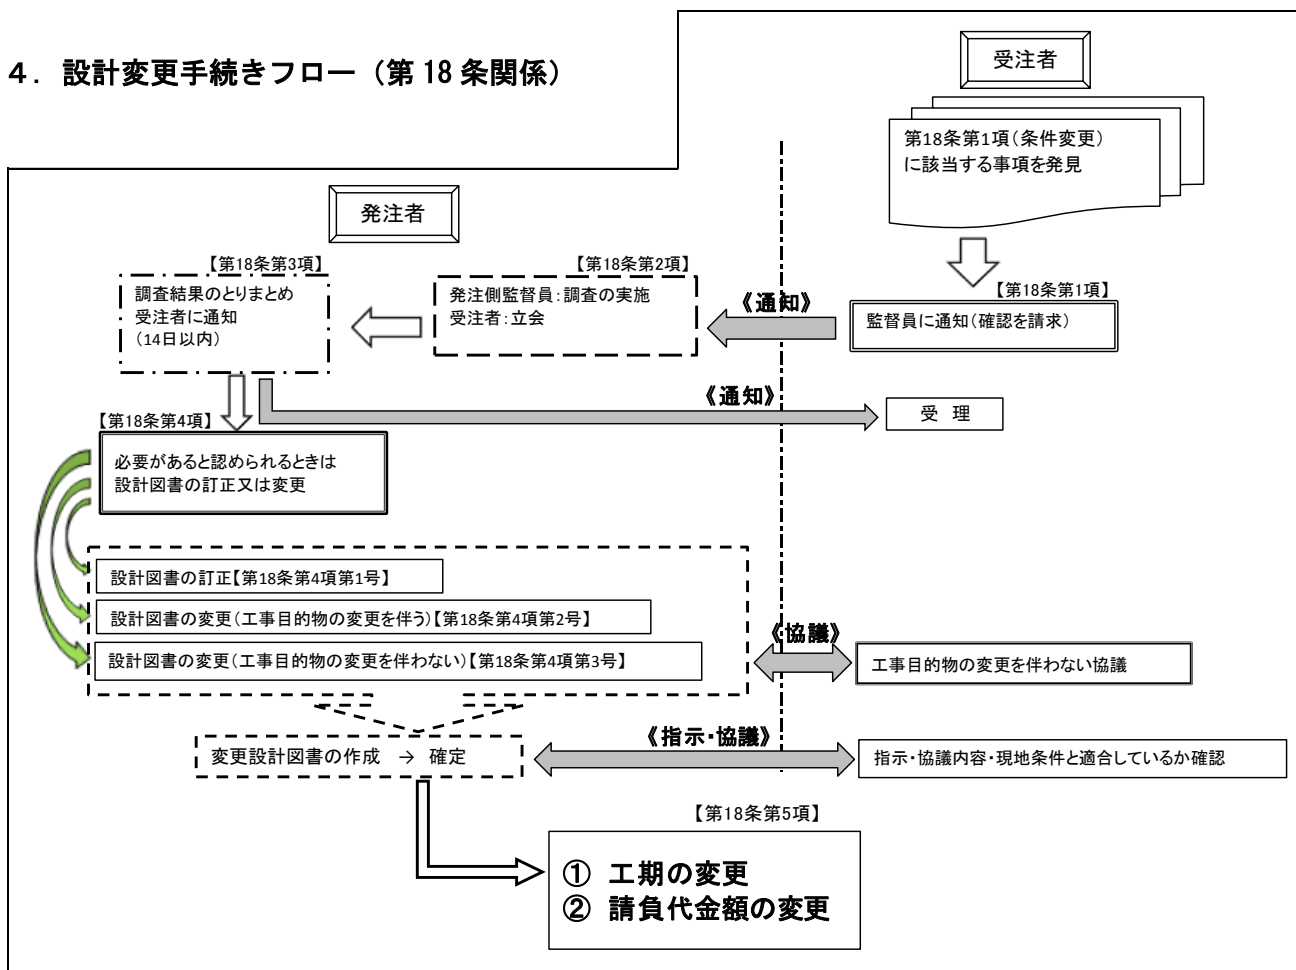 ４．設計変更手続きフロー（第18条関係）
受注者
第18条第1項（条件変更）
に該当する事項を発見
発注者
【第18条第3項】
調査結果のとりまとめ
受注者に通知
（14日以内）
【第18条第2項】
発注側監督員：調査の実施
受注者：立会
《通知》
【第18条第1項】
監督員に通知（確認を請求）
《通知》
受　理
【第18条第4項】
必要があると認められるときは
設計図書の訂正又は変更
設計図書の訂正【第18条第4項第1号】
設計図書の変更（工事目的物の変更を伴う）【第18条第4項第2号】
設計図書の変更（工事目的物の変更を伴わない）【第18条第4項第3号】
《協議》
工事目的物の変更を伴わない協議
変更設計図書の作成　→　確定
《指示・協議》
指示・協議内容・現地条件と適合しているか確認
【第18条第5項】
①　工期の変更
②　請負代金額の変更